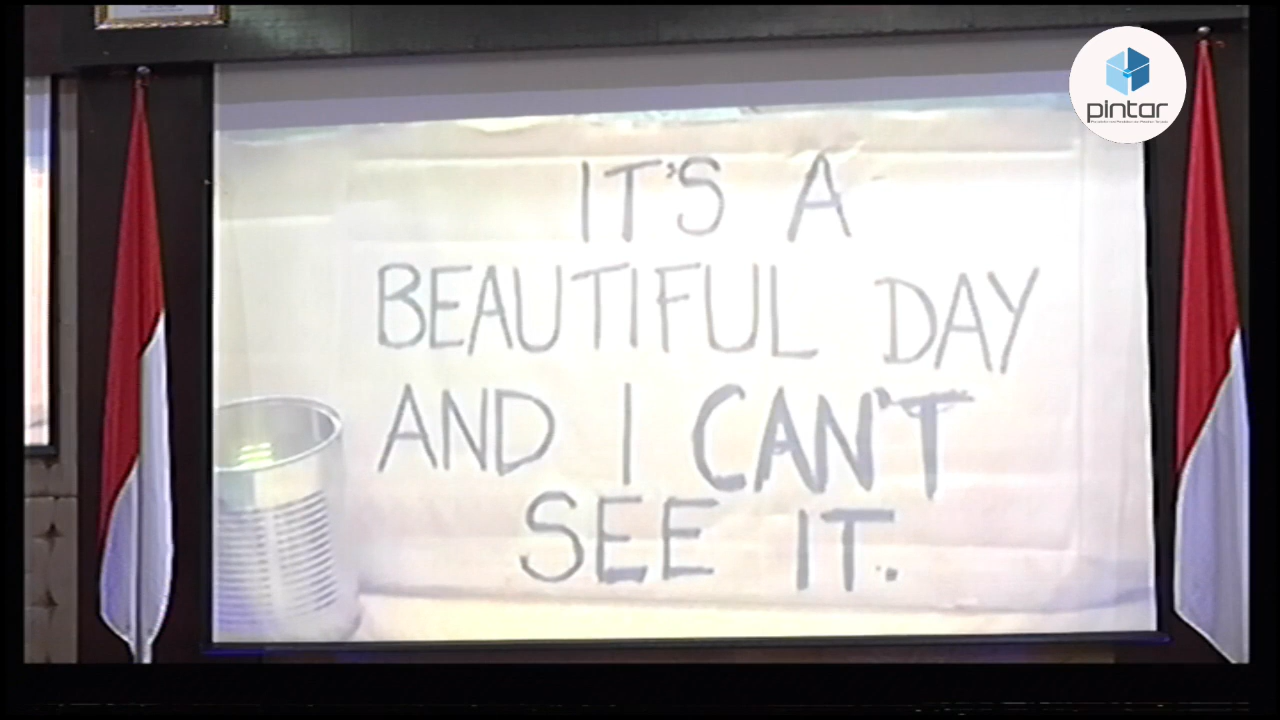 IT'S A
BEAUTIFUL DAY
AND I CAN'T
SEE IT.
pintar